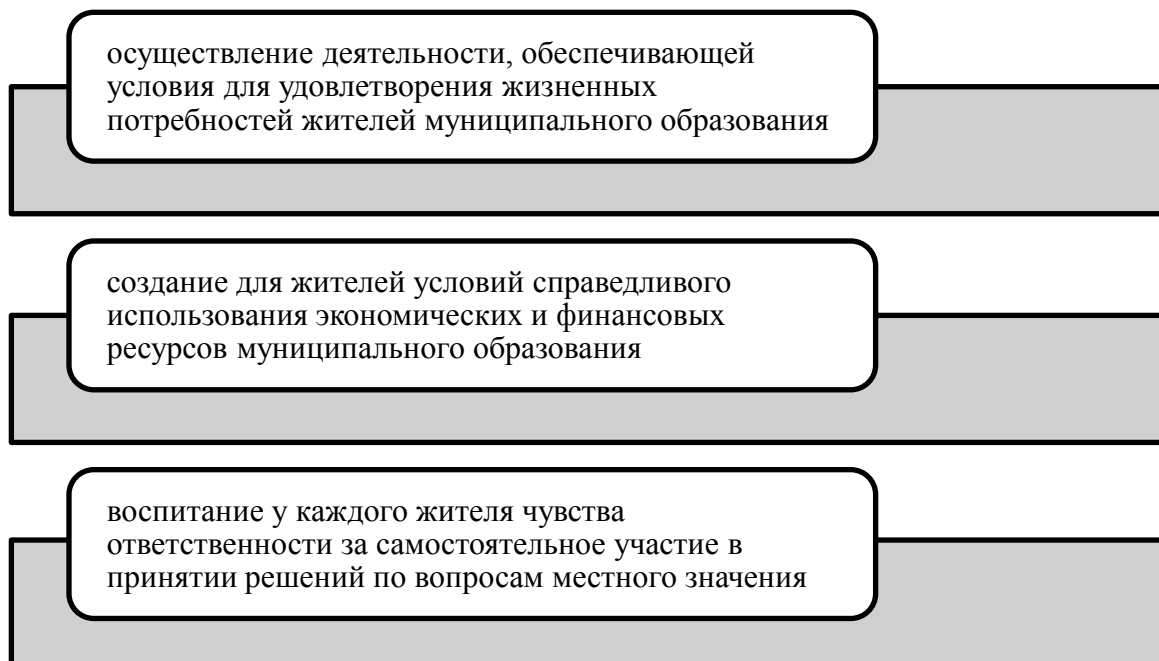 осуществление деятельности, обеспечивающей
условия для удовлетворения жизненных
потребностей жителей муниципального образования
создание для жителей условий справедливого
использования экономических и финансовых
ресурсов муниципального образования
воспитание у каждого жителя чувства
ответственности за самостоятельное участие в
принятии решений по вопросам местного значения